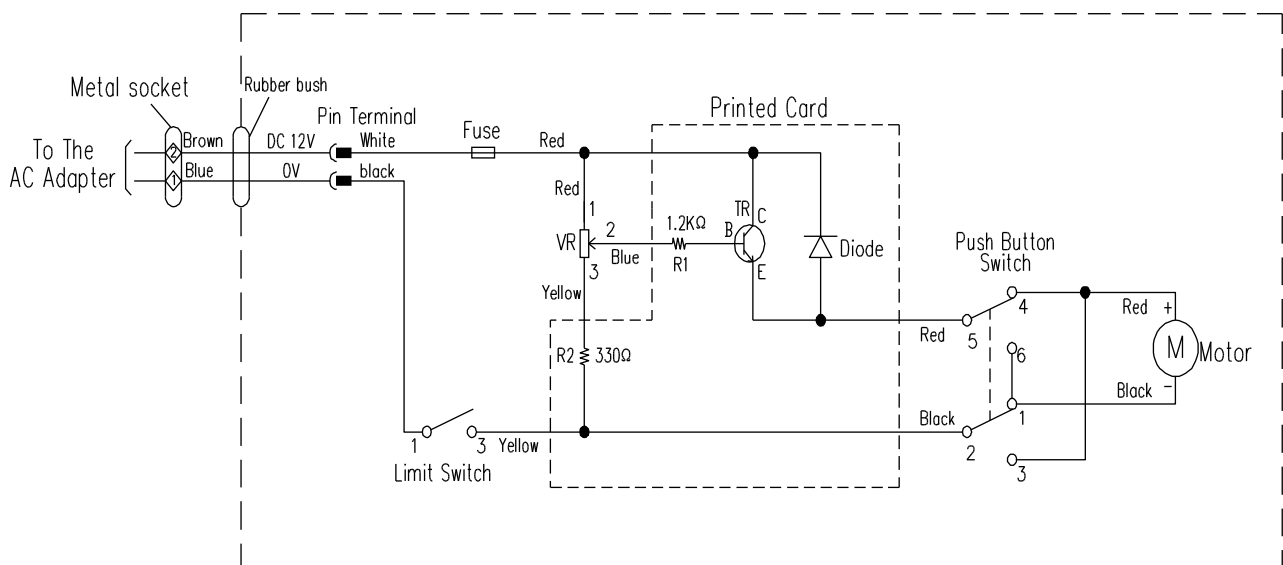 Metal socket
Rubber bush
Printed Card
Pin Terminal
To The
AC Adapter
2
Brown
DC 12V
White
Fuse
Red
1
Blue
0V
black
Red
1
VR
2
Blue
3
Yellow
1.2KΩ
R1
TR
C
B
E
Diode
Push Button
Switch
4
5
Red
Red
+
M
Motor
-
6
R2
330Ω
Black
Black
1
2
3
1
3
Yellow
Limit Switch